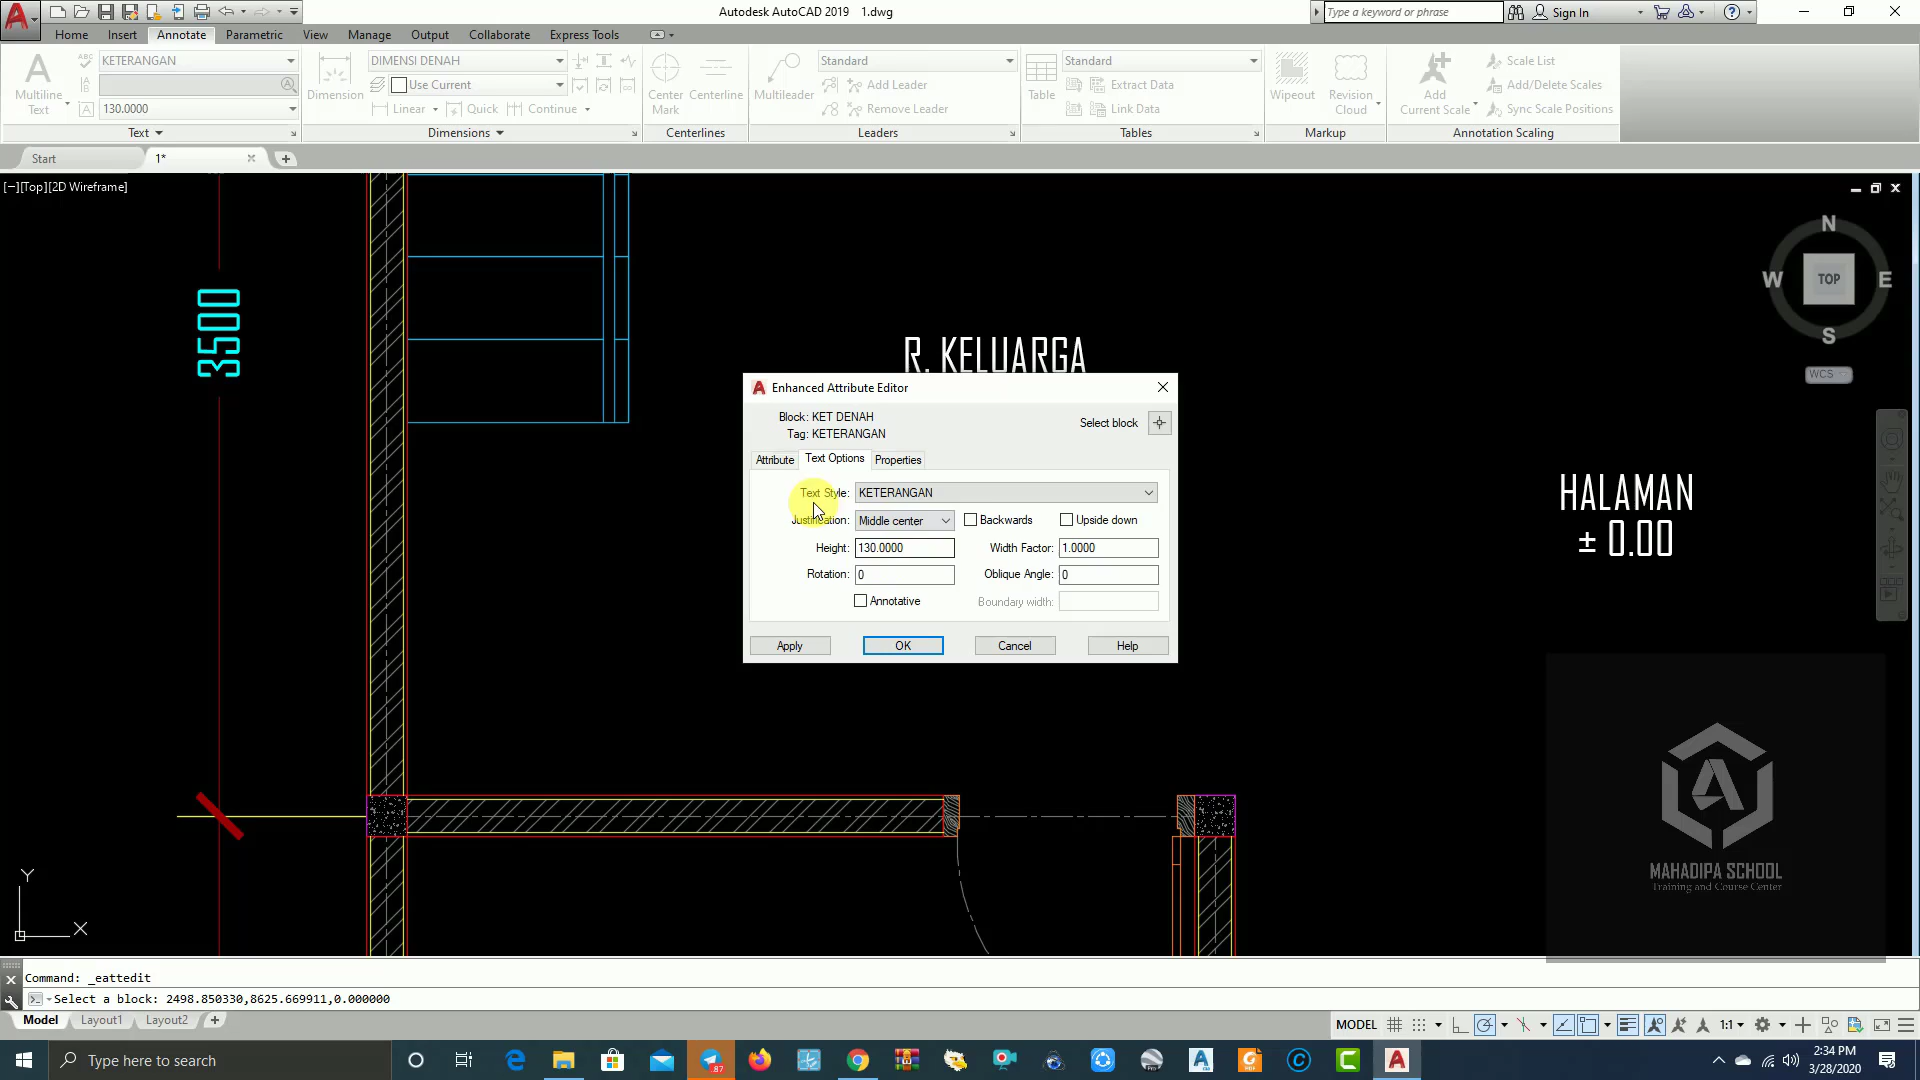 Autodesk AutoCAD 2019 1.dwg
Type a keyword or phrase
Sign In
Home Insert Annotate Parametric View Manage Output Collaborate Express Tools
Multiline Text
KETERANGAN
130.0000
Text
Dimension
DIMENSI DENAH
Use Current
Linear Quick Continue
Dimensions
Center Mark
Centerline
Centerlines
Multileader
Standard
Add Leader
Remove Leader
Leaders
Table
Standard
Extract Data
Link Data
Tables
Wipeout
Revision Cloud
Markup
Add Current Scale
Scale List
Add/Delete Scales
Sync Scale Positions
Annotation Scaling
Start 1*
[−][Top][2D Wireframe]
N
W TOP E
S
WCS
3500
R. KELUARGA
HALAMAN
± 0.00
Enhanced Attribute Editor
Block: KET DENAH
Tag: KETERANGAN
Select block
Attribute Text Options Properties
Text Style: KETERANGAN
Justification: Middle center Backwards Upside down
Height: 130.0000 Width Factor: 1.0000
Rotation: 0 Oblique Angle: 0
Annotative Boundary width:
Apply OK Cancel Help
MAHADIPA SCHOOL
Training and Course Center
Y
X
Command: _eattedit
Select a block: 2498.850330,8625.669911,0.000000
Model Layout1 Layout2
MODEL 1:1
Type here to search
87
2:34 PM
3/28/2020